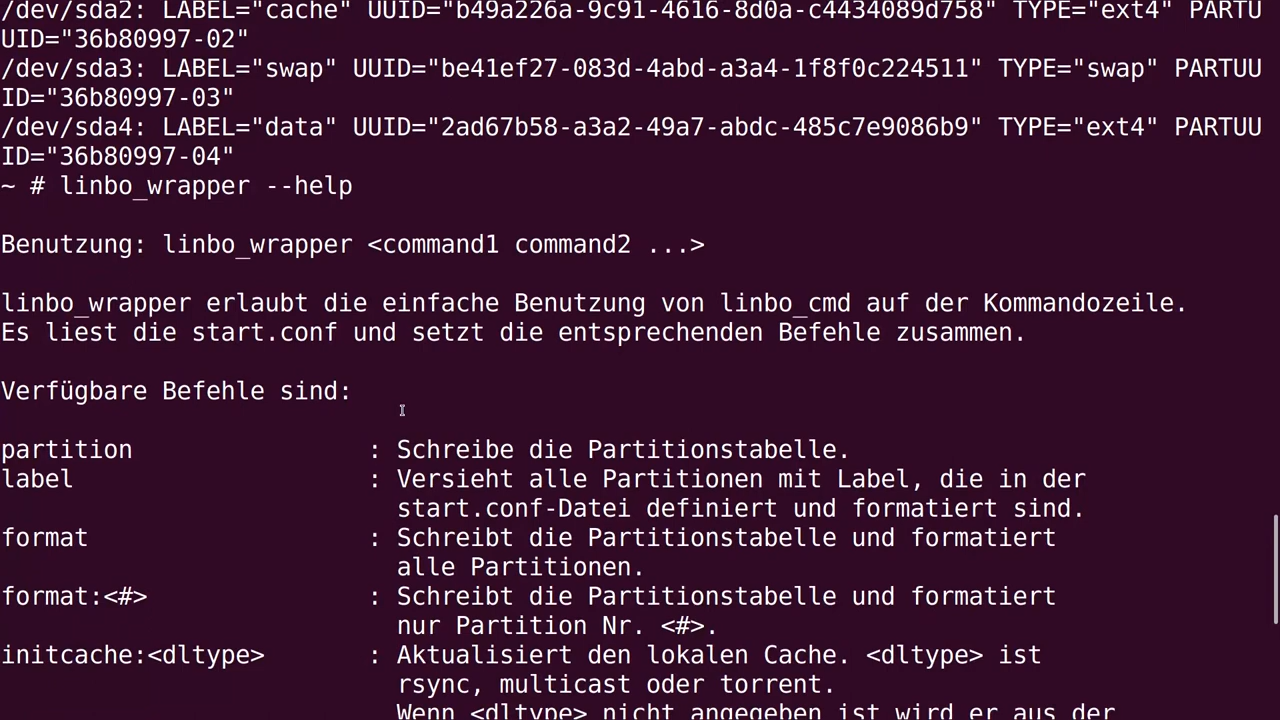 /dev/sda2: LABEL="cache" UUID="b49a226a-9c91-4616-8d0a-c4434089d758" TYPE="ext4" PARTU
UID="36b80997-02"
/dev/sda3: LABEL="swap" UUID="be41ef27-083d-4abd-a3a4-1f8f0c224511" TYPE="swap" PARTUU
ID="36b80997-03"
/dev/sda4: LABEL="data" UUID="2ad67b58-a3a2-49a7-abdc-485c7e9086b9" TYPE="ext4" PARTUU
ID="36b80997-04"
~ # linbo_wrapper --help
Benutzung: linbo_wrapper <command1 command2 ...>
linbo_wrapper erlaubt die einfache Benutzung von linbo_cmd auf der Kommandozeile.
Es liest die start.conf und setzt die entsprechenden Befehle zusammen.
Verfügbare Befehle sind:
partition : Schreibe die Partitionstabelle.
label : Versieht alle Partitionen mit Label, die in der
start.conf-Datei definiert und formatiert sind.
format : Schreibt die Partitionstabelle und formatiert
alle Partitionen.
format:<#> : Schreibt die Partitionstabelle und formatiert
nur Partition Nr. <#>.
initcache:<dltype> : Aktualisiert den lokalen Cache. <dltype> ist
rsync, multicast oder torrent.
Wenn <dltype> nicht angegeben ist wird er aus der